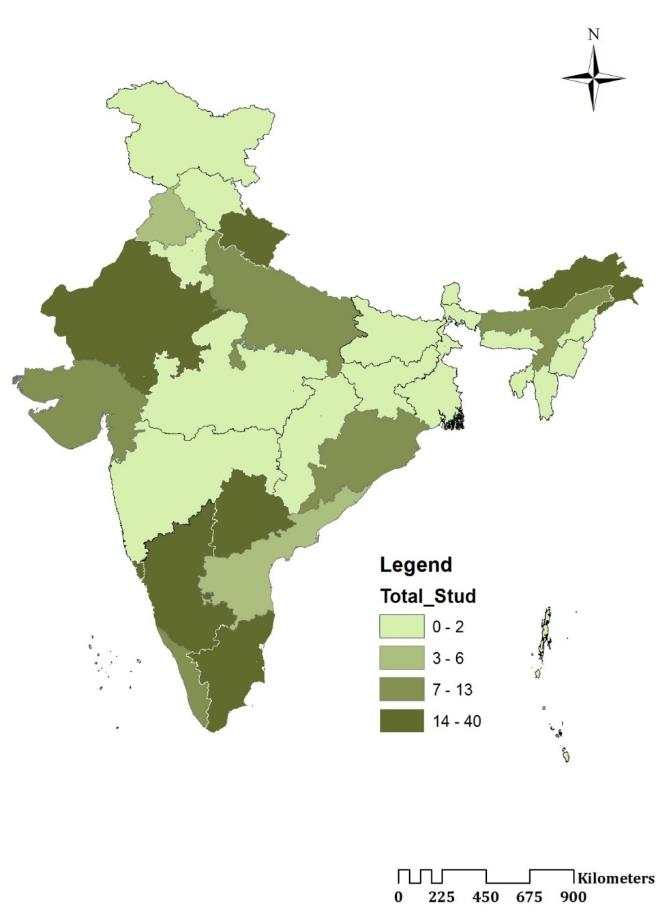 N
Legend
Total_Stud
0 - 2
3 - 6
7 - 13
14 - 40
Kilometers
0 225 450 675 900